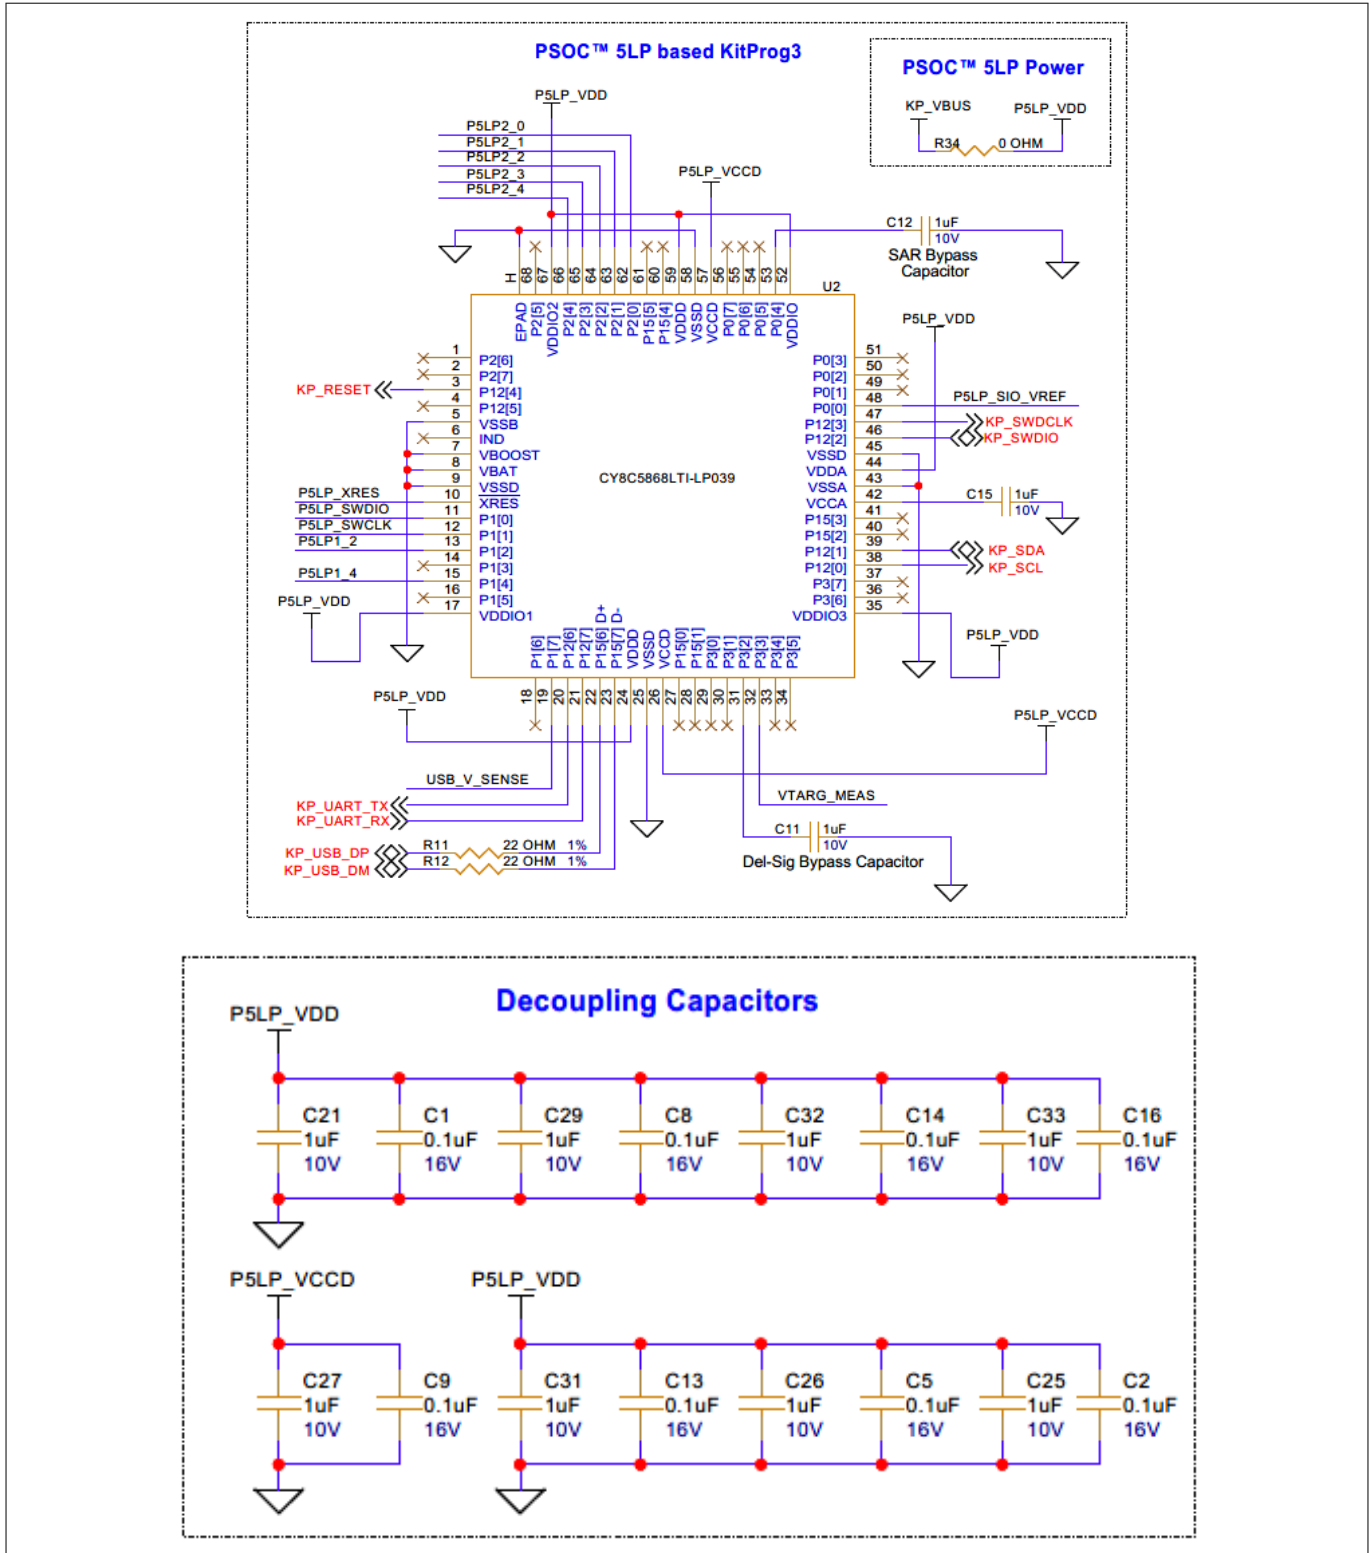 PSOC™ 5LP based KitProg3
PSOC™ 5LP Power
KP_VBUS
P5LP_VDD
R34
0 OHM
P5LP_VDD
P5LP2_0
P5LP2_1
P5LP2_2
P5LP2_3
P5LP2_4
P5LP_VCCD
C12
1uF
10V
SAR Bypass
Capacitor
H
68
67
66
65
64
63
62
61
60
59
58
57
56
55
54
53
52
U2
EPAD
P2[5]
VDDIO2
P2[4]
P2[3]
P2[2]
P2[1]
P2[0]
P15[5]
P15[4]
VDDD
VSSD
VCCD
P0[7]
P0[6]
P0[5]
P0[4]
VDDIO
P5LP_VDD
1 P2[6]
2 P2[7]
KP_RESET 3 P12[4]
4 P12[5]
5 VSSB
6 IND
7 VBOOST
8 VBAT
9 VSSD
P5LP_XRES 10 XRES
P5LP_SWDIO 11 P1[0]
P5LP_SWCLK 12 P1[1]
P5LP1_2 13 P1[2]
14 P1[3]
P5LP1_4 15 P1[4]
16 P1[5]
P5LP_VDD 17 VDDIO1
CY8C5868LTI-LP039
P0[3] 51
P0[2] 50
P0[1] 49
P0[0] 48 P5LP_SIO_VREF
P12[3] 47 KP_SWDCLK
P12[2] 46 KP_SWDIO
VSSD 45
VDDA 44
VSSA 43
VCCA 42 C15 1uF
10V
P15[3] 41
P15[2] 40
P12[1] 39 KP_SDA
P12[0] 38 KP_SCL
P3[7] 37
P3[6] 36
VDDIO3 35
P5LP_VDD
P1[6]
P1[7]
P12[6]
P12[7]
P15[6] D+
P15[7] D-
VDDD
VSSD
VCCD
P15[0]
P15[1]
P3[0]
P3[1]
P3[2]
P3[3]
P3[4]
P3[5]
18
19
20
21
22
23
24
25
26
27
28
29
30
31
32
33
34
P5LP_VDD
P5LP_VCCD
USB_V_SENSE
VTARG_MEAS
KP_UART_TX
KP_UART_RX
KP_USB_DP R11 22 OHM 1%
KP_USB_DM R12 22 OHM 1%
C11 1uF
10V
Del-Sig Bypass Capacitor
Decoupling Capacitors
P5LP_VDD
C21 C1 C29 C8 C32 C14 C33 C16
1uF 0.1uF 1uF 0.1uF 1uF 0.1uF 1uF 0.1uF
10V 16V 10V 16V 10V 16V 10V 16V
P5LP_VCCD P5LP_VDD
C27 C9 C31 C13 C26 C5 C25 C2
1uF 0.1uF 1uF 0.1uF 1uF 0.1uF 1uF 0.1uF
10V 16V 10V 16V 10V 16V 10V 16V